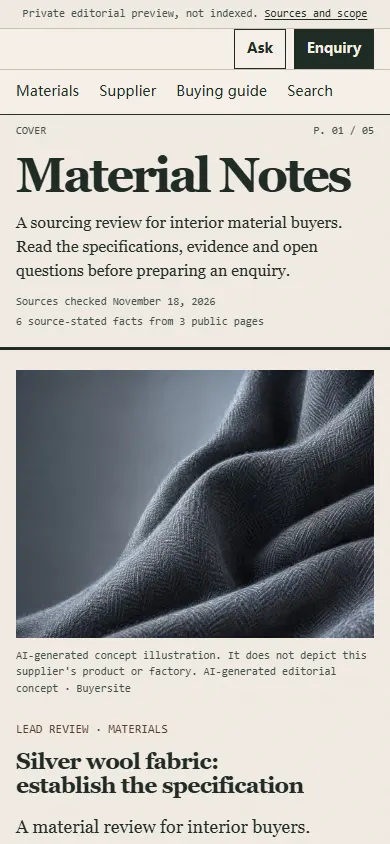 Private editorial preview, not indexed. Sources and scope
Ask
Enquiry
Materials Supplier Buying guide Search
COVER P. 01 / 05
Material Notes
A sourcing review for interior material buyers.
Read the specifications, evidence and open
questions before preparing an enquiry.
Sources checked November 18, 2026
6 source-stated facts from 3 public pages
AI-generated concept illustration. It does not depict this
supplier's product or factory. AI-generated editorial
concept · Buyersite
LEAD REVIEW · MATERIALS
Silver wool fabric:
establish the specification
A material review for interior buyers.